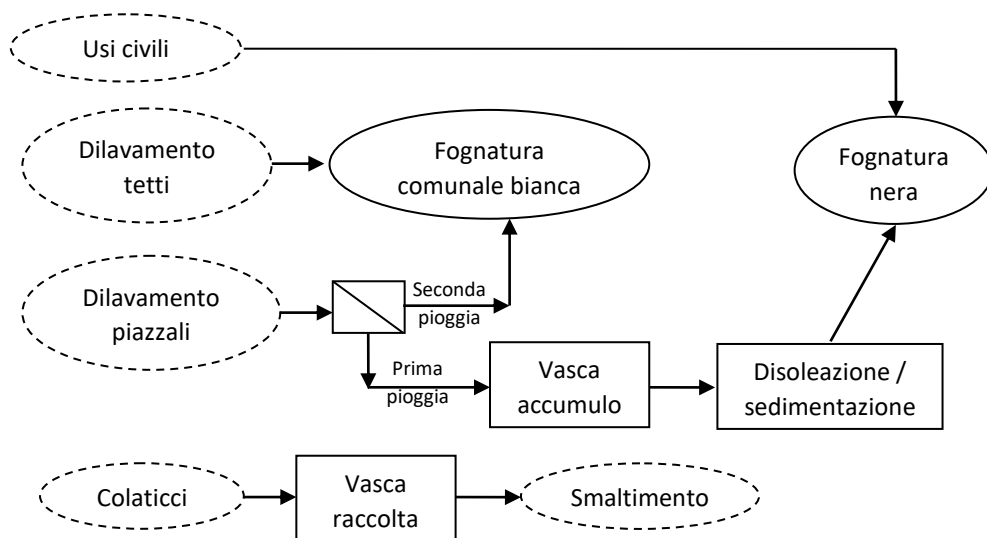 Usi civili
Dilavamento
tetti
Fognatura
comunale bianca
Fognatura
nera
Dilavamento
piazzali
Seconda
pioggia
Prima
pioggia
Vasca
accumulo
Disoleazione /
sedimentazione
Colaticci
Vasca
raccolta
Smaltimento